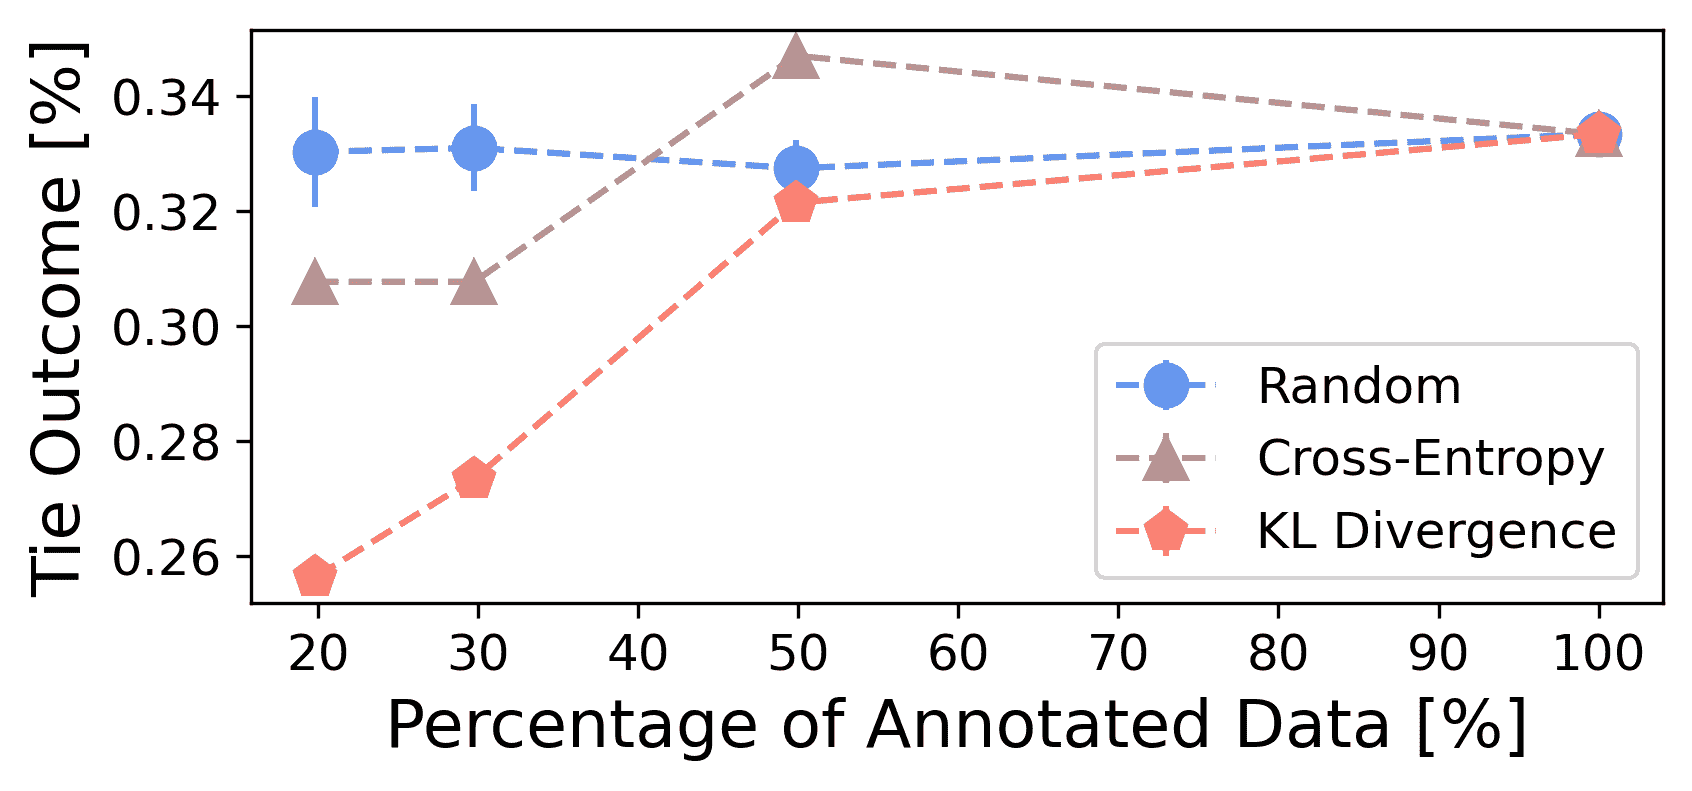 Tie Outcome [%]
0.34
0.32
0.30
0.28
0.26
Random
Cross-Entropy
KL Divergence
20 30 40 50 60 70 80 90 100
Percentage of Annotated Data [%]